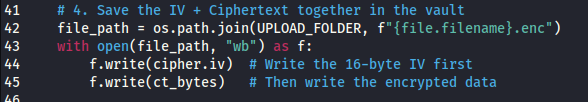 41 # 4. Save the IV + Ciphertext together in the vault
42 file_path = os.path.join(UPLOAD_FOLDER, f"{file.filename}.enc")
43 with open(file_path, "wb") as f:
44 f.write(cipher.iv) # Write the 16-byte IV first
45 f.write(ct_bytes) # Then write the encrypted data
46